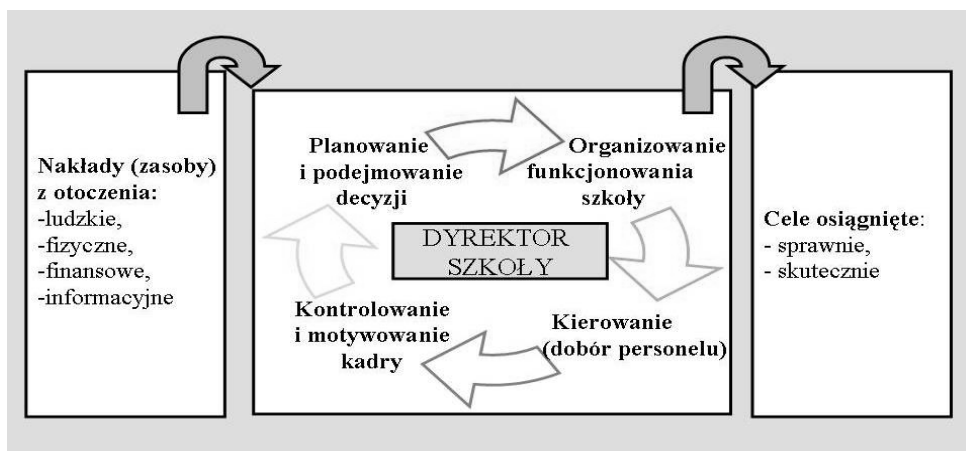 Nakłady (zasoby)
z otoczenia:
-ludzkie,
-fizyczne,
-finansowe,
-informacyjne
Planowanie
i podejmowanie
decyzji
Organizowanie
funkcjonowania
szkoły
DYREKTOR
SZKOŁY
Kontrolowanie
i motywowanie
kadry
Kierowanie
(dobór personelu)
Cele osiągnięte:
- sprawnie,
- skutecznie